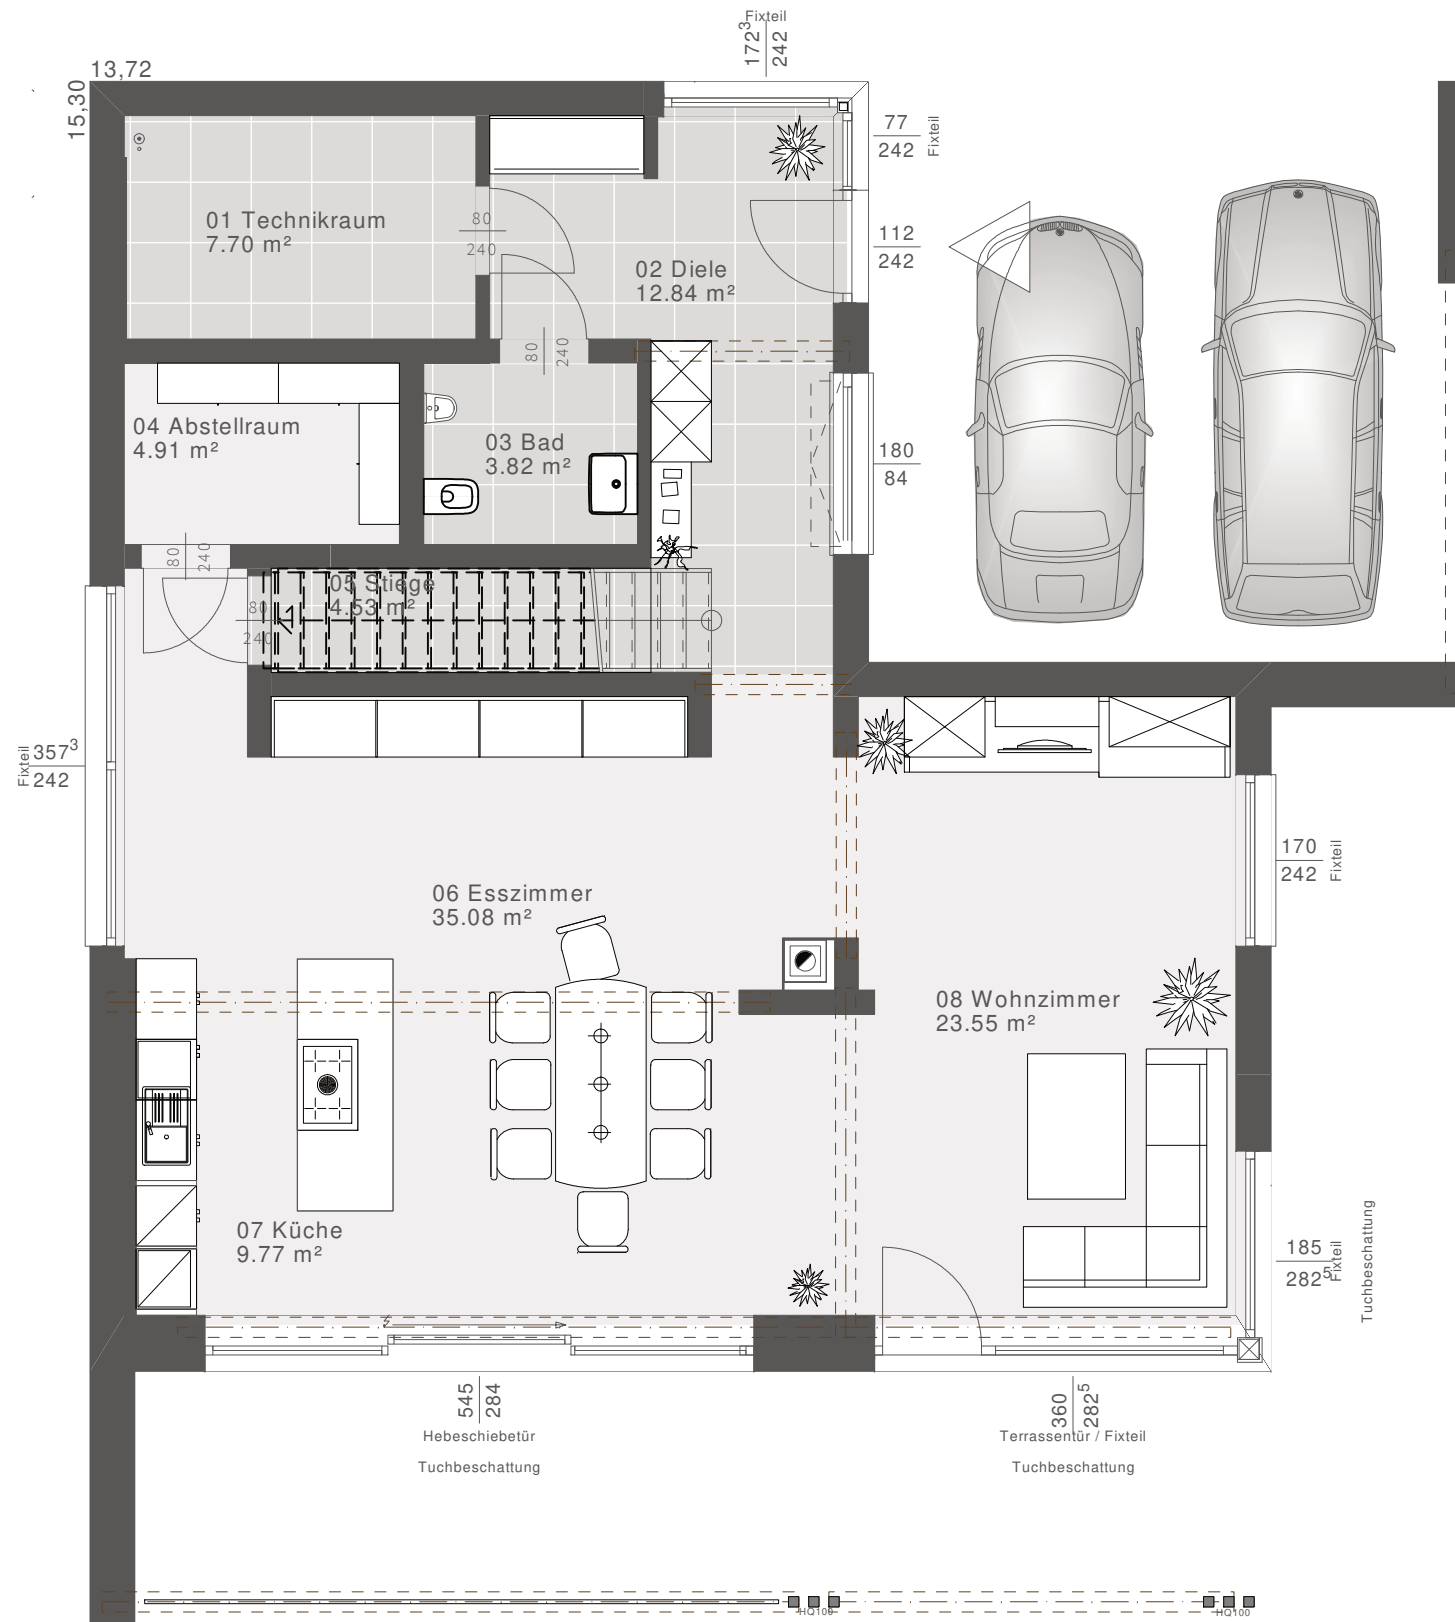 Fixteil
172³
242
13,72
15,30
77
242
Fixteil
01 Technikraum
7.70 m²
80
240
112
242
02 Diele
12.84 m²
80
240
04 Abstellraum
4.91 m²
03 Bad
3.82 m²
180
84
80
240
05 Stiege
4.53 m²
80
240
Fixteil
357³
242
170
242
Fixteil
06 Esszimmer
35.08 m²
08 Wohnzimmer
23.55 m²
07 Küche
9.77 m²
185
282⁵
Fixteil
Tuchbeschattung
545
284
Hebeschiebetür
Tuchbeschattung
360
282⁵
Terrassentür / Fixteil
Tuchbeschattung
HQ100
HQ100